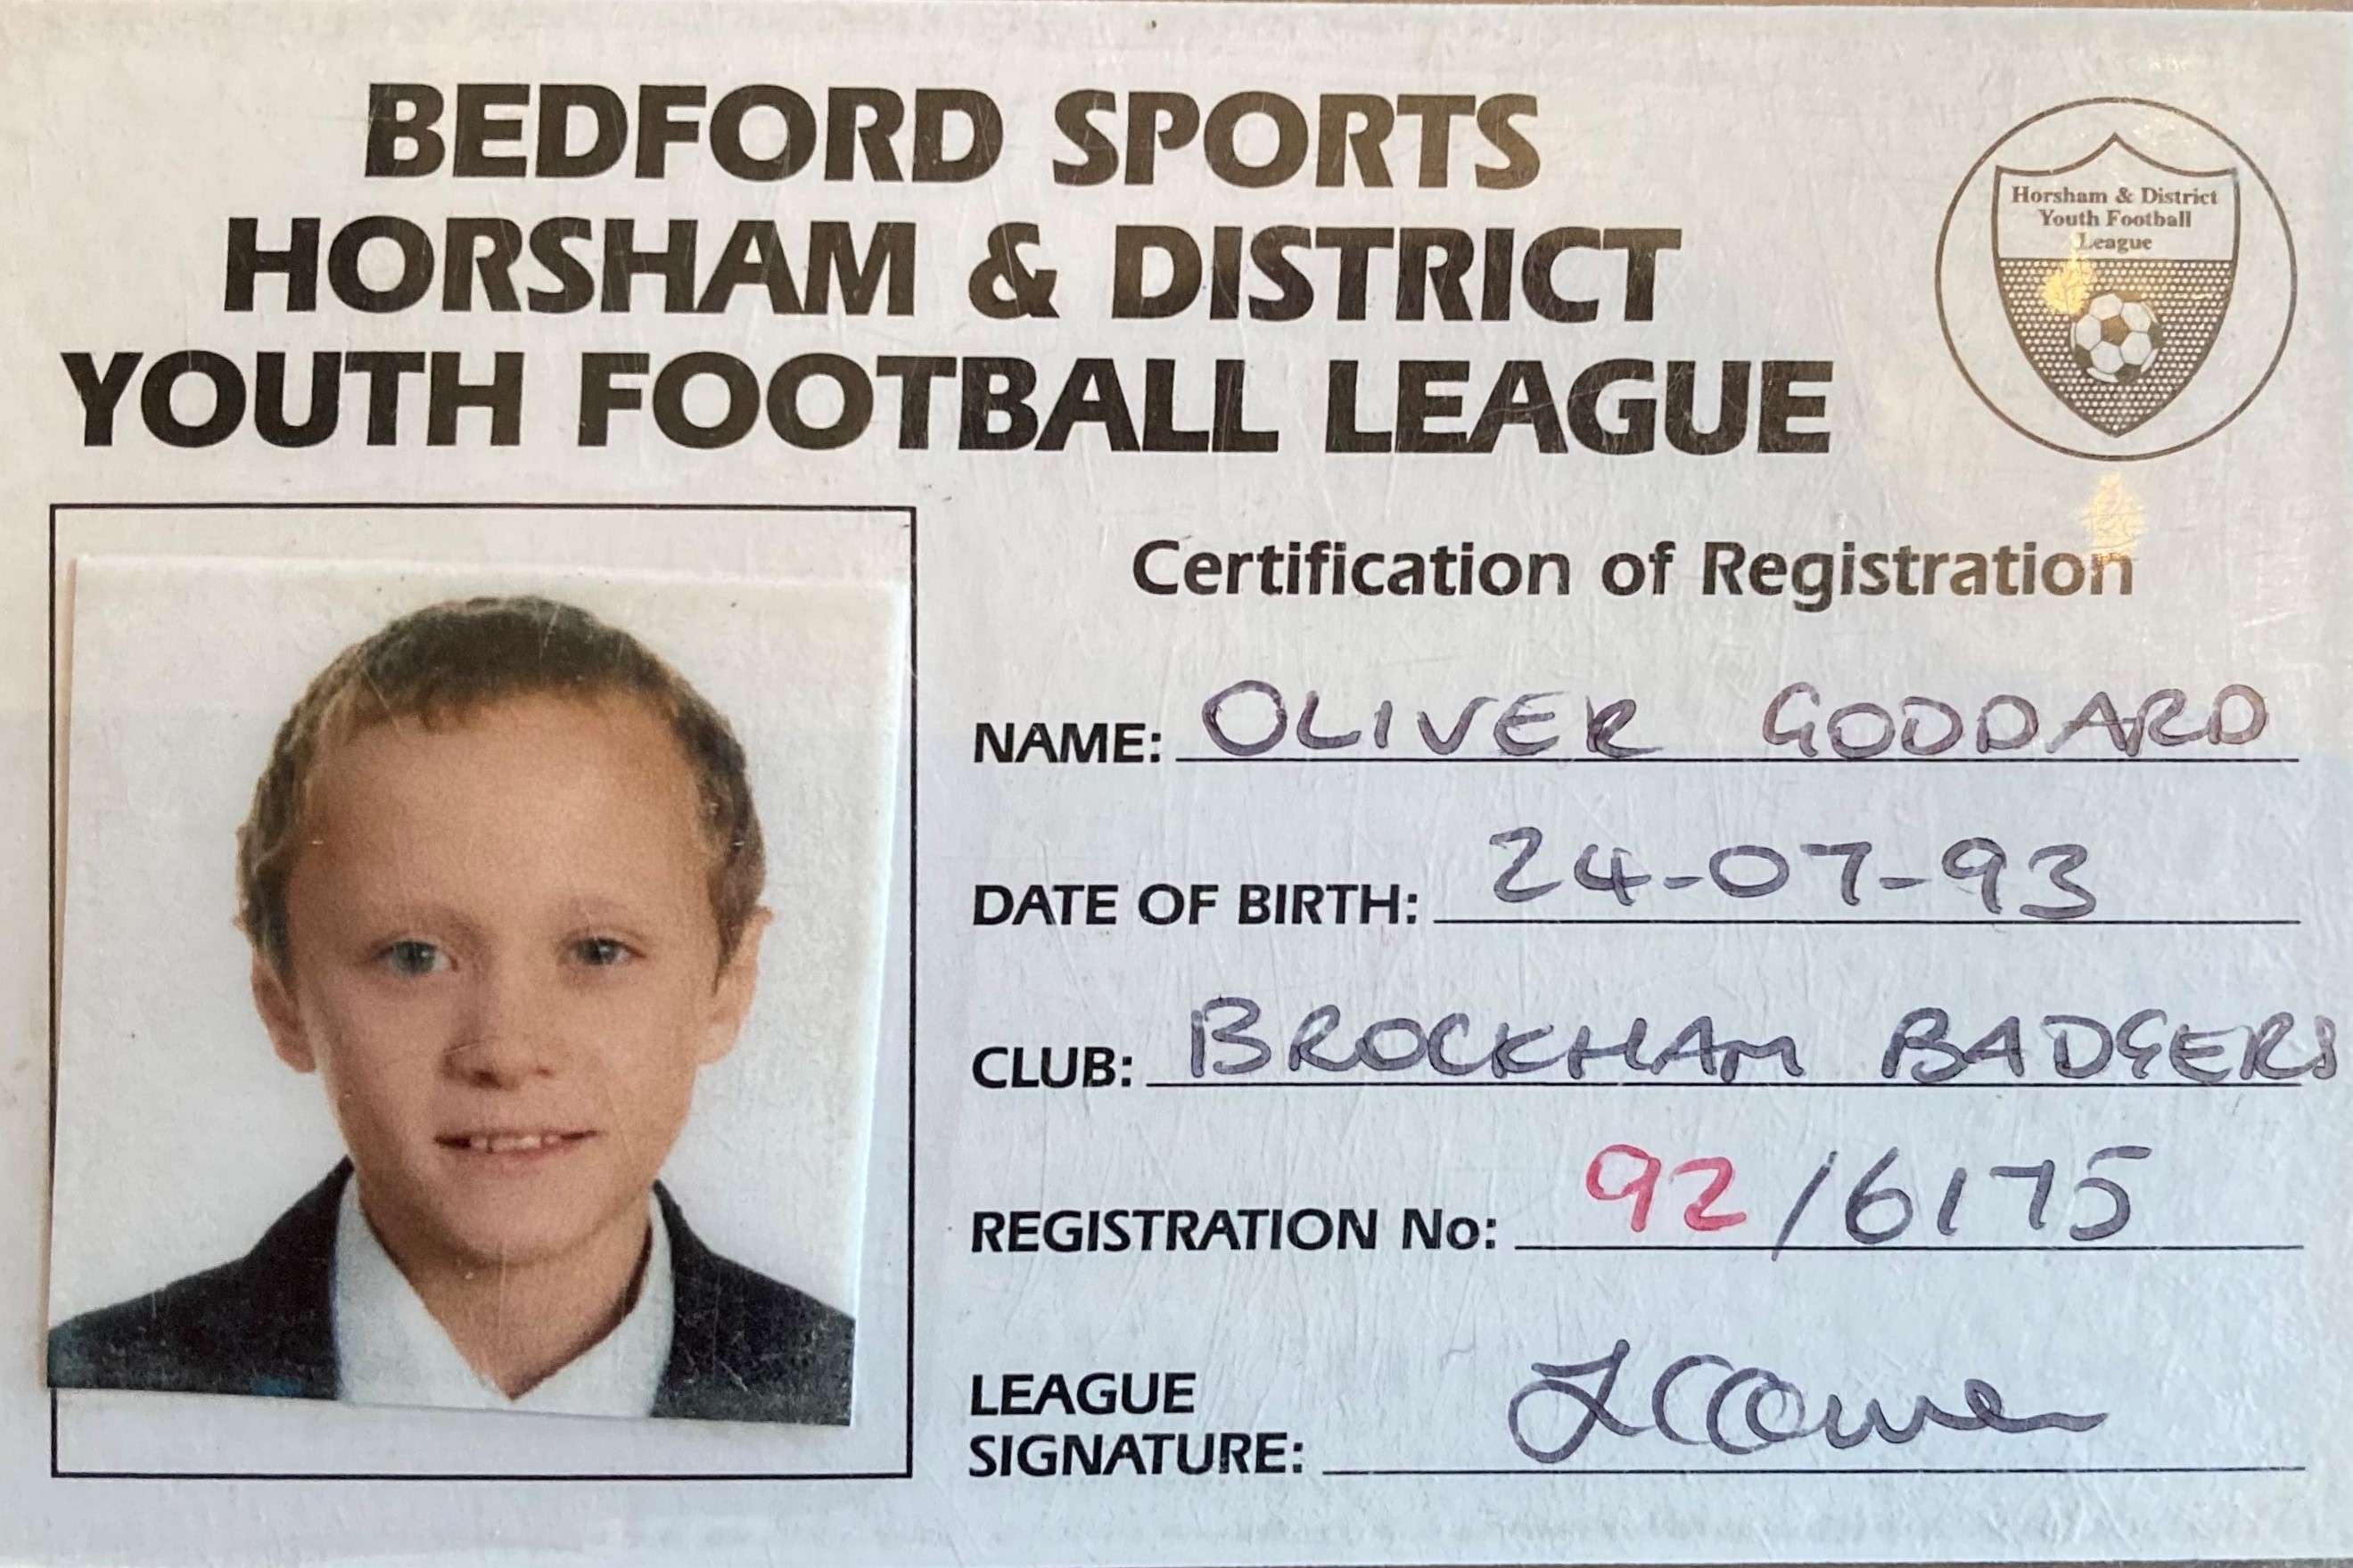 BEDFORD SPORTS
HORSHAM & DISTRICT
YOUTH FOOTBALL LEAGUE
Horsham & District
Youth Football
League
Certification of Registration
NAME: OLIVER GODDARD
DATE OF BIRTH: 24-07-93
CLUB: BROCKHAM BADGERS
REGISTRATION No: 92/6175
LEAGUE
SIGNATURE: